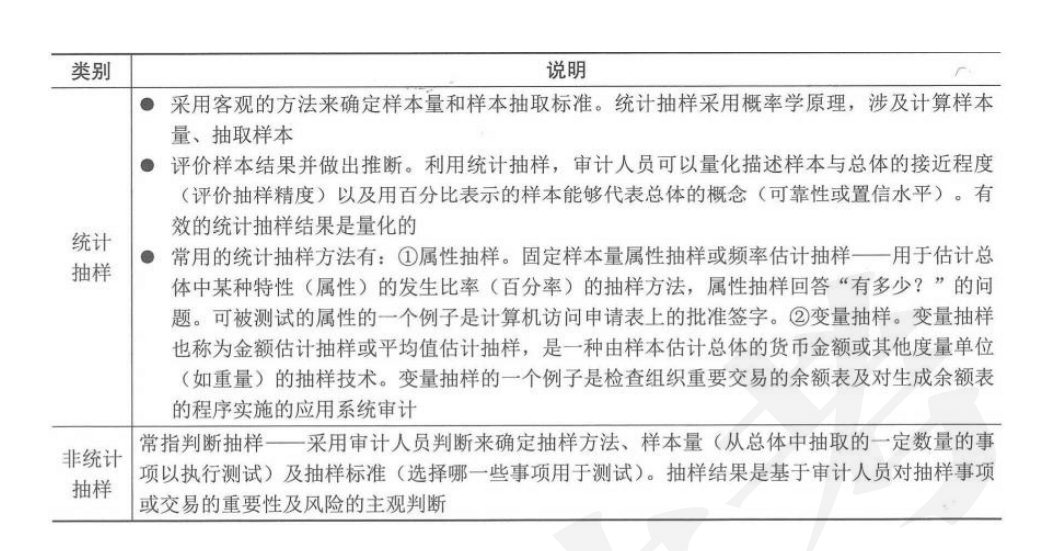 类别
说明
统计
抽样
● 采用客观的方法来确定样本量和样本抽取标准。统计抽样采用概率学原理，涉及计算样本
量、抽取样本
● 评价样本结果并做出推断。利用统计抽样，审计人员可以量化描述样本与总体的接近程度
（评价抽样精度）以及用百分比表示的样本能够代表总体的概念（可靠性或置信水平）。有
效的统计抽样结果是量化的
● 常用的统计抽样方法有：①属性抽样。固定样本量属性抽样或频率估计抽样——用于估计总
体中某种特性（属性）的发生比率（百分率）的抽样方法，属性抽样回答“有多少？”的问
题。可被测试的属性的一个例子是计算机访问申请表上的批准签字。②变量抽样。变量抽样
也称为金额估计抽样或平均值估计抽样，是一种由样本估计总体的货币金额或其他度量单位
（如重量）的抽样技术。变量抽样的一个例子是检查组织重要交易的余额表及对生成余额表
的程序实施的应用系统审计
非统计
抽样
常指判断抽样——采用审计人员判断来确定抽样方法、样本量（从总体中抽取的一定数量的事
项以执行测试）及抽样标准（选择哪一些事项用于测试）。抽样结果是基于审计人员对抽样事项
或交易的重要性及风险的主观判断